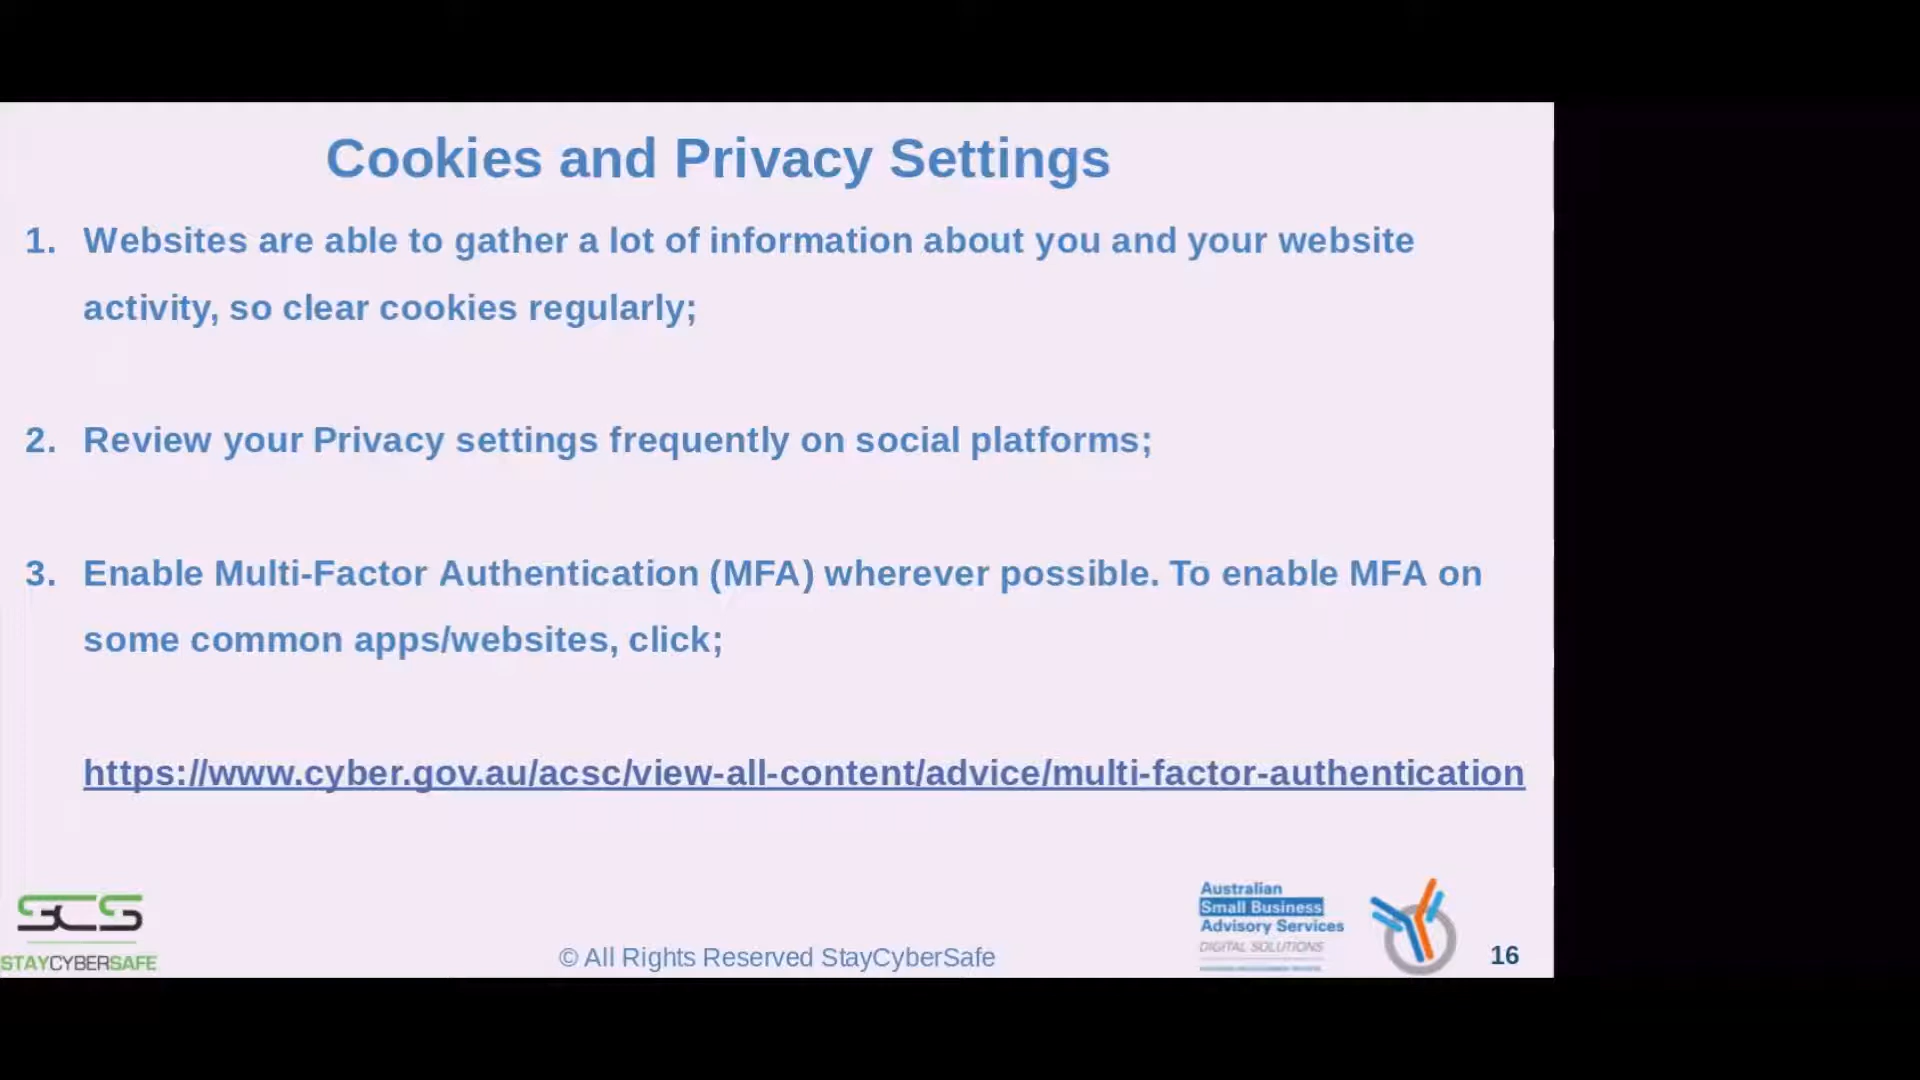 Cookies and Privacy Settings
1. Websites are able to gather a lot of information about you and your website
activity, so clear cookies regularly;
2. Review your Privacy settings frequently on social platforms;
3. Enable Multi-Factor Authentication (MFA) wherever possible. To enable MFA on
some common apps/websites, click;
https://www.cyber.gov.au/acsc/view-all-content/advice/multi-factor-authentication
SCS
STAYCYBERSAFE
© All Rights Reserved StayCyberSafe
Australian
Small Business
Advisory Services
DIGITAL SOLUTIONS
16